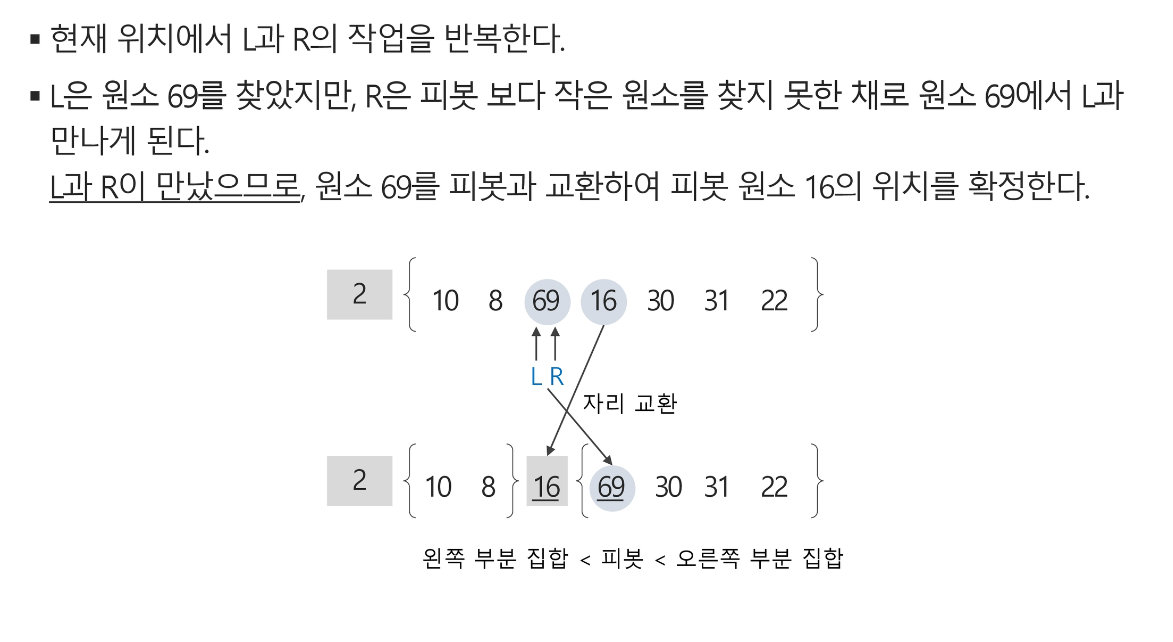 ▪ 현재 위치에서 L과 R의 작업을 반복한다.
▪ L은 원소 69를 찾았지만, R은 피봇 보다 작은 원소를 찾지 못한 채로 원소 69에서 L과
만나게 된다.
L과 R이 만났으므로, 원소 69를 피봇과 교환하여 피봇 원소 16의 위치를 확정한다.
2 { 10 8 69 16 30 31 22 }
L R
자리 교환
2 { 10 8 } 16 { 69 30 31 22 }
왼쪽 부분 집합 < 피봇 < 오른쪽 부분 집합